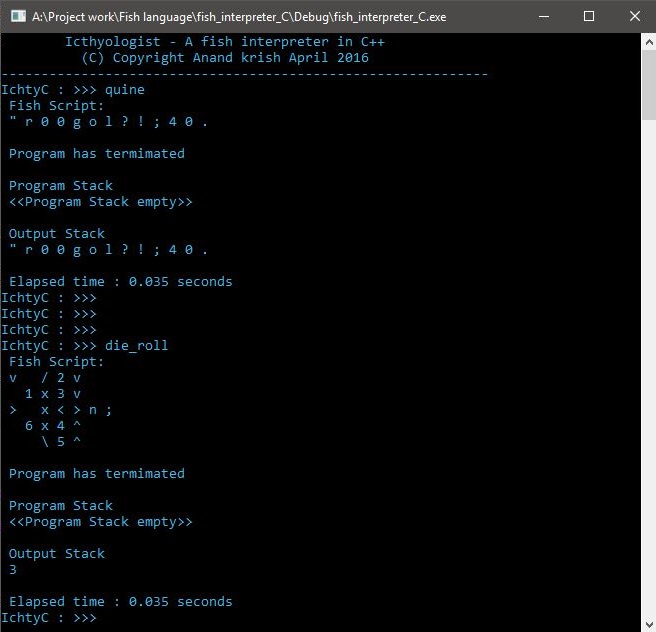 A:\Project work\Fish language\fish_interpreter_C\Debug\fish_interpreter_C.exe
Icthyologist - A fish interpreter in C++
(C) Copyright Anand krish April 2016
-------------------------------------------------------------
IchtyC : >>> quine
Fish Script:
" r 0 0 g o l ? ! ; 4 0 .
Program has termimated
Program Stack
<<Program Stack empty>>
Output Stack
" r 0 0 g o l ? ! ; 4 0 .
Elapsed time : 0.035 seconds
IchtyC : >>>
IchtyC : >>>
IchtyC : >>>
IchtyC : >>> die_roll
Fish Script:
v   / 2 v
  1 x 3 v
>   x < > n ;
  6 x 4 ^
    \ 5 ^
Program has termimated
Program Stack
<<Program Stack empty>>
Output Stack
3
Elapsed time : 0.035 seconds
IchtyC : >>>